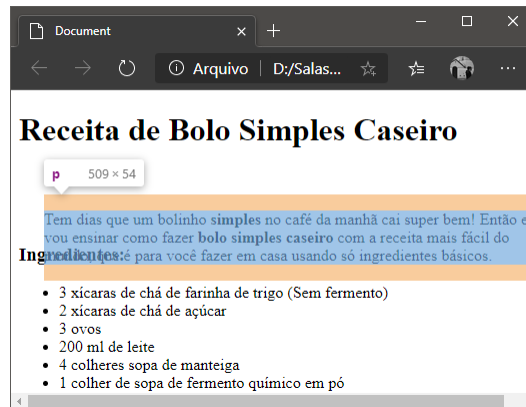 Document
Arquivo | D:/Salas...
Receita de Bolo Simples Caseiro
p 509 × 54
Tem dias que um bolinho simples no café da manhã cai super bem! Então e
vou ensinar como fazer bolo simples caseiro com a receita mais fácil do
Ingredientes: é para você fazer em casa usando só ingredientes básicos.
3 xícaras de chá de farinha de trigo (Sem fermento)
2 xícaras de chá de açúcar
3 ovos
200 ml de leite
4 colheres sopa de manteiga
1 colher de sopa de fermento químico em pó